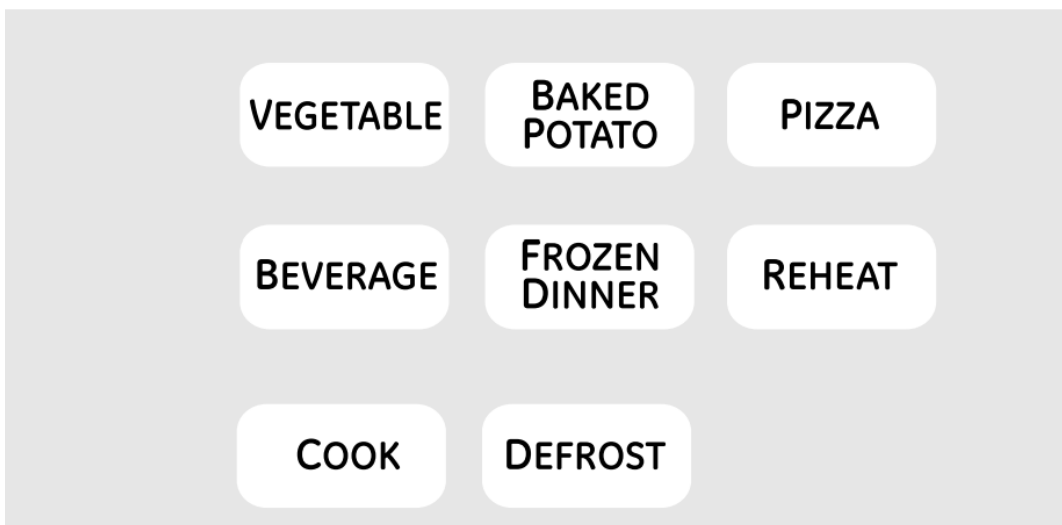 VEGETABLE
BAKED
POTATO
PIZZA
BEVERAGE
FROZEN
DINNER
REHEAT
COOK
DEFROST